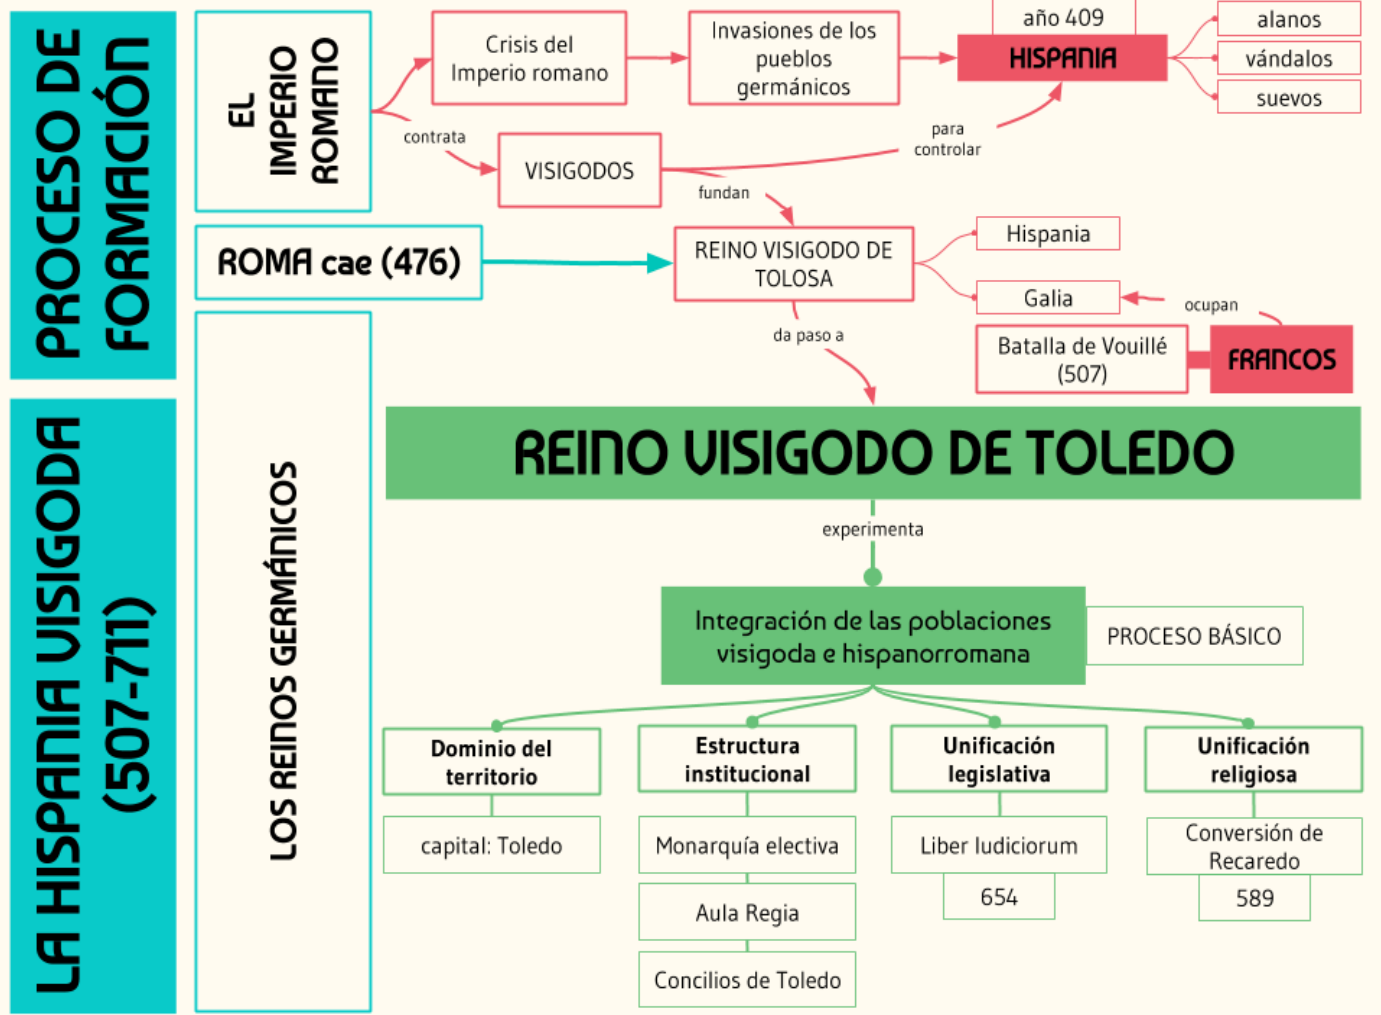 PROCESO DE
FORMACIÓN
EL
IMPERIO
ROMANO
Crisis del
Imperio romano
Invasiones de los
pueblos
germánicos
año 409
HISPANIA
alanos
vándalos
suevos
contrata
VISIGODOS
para
controlar
fundan
ROMA cae (476)
REINO VISIGODO DE
TOLOSA
Hispania
Galia
ocupan
Batalla de Vouillé
(507)
FRANCOS
da paso a
LA HISPANIA VISIGODA
(507-711)
LOS REINOS GERMÁNICOS
REINO VISIGODO DE TOLEDO
experimenta
Integración de las poblaciones
visigoda e hispanorromana
PROCESO BÁSICO
Dominio del
territorio
capital: Toledo
Estructura
institucional
Monarquía electiva
Aula Regia
Concilios de Toledo
Unificación
legislativa
Liber Iudiciorum
654
Unificación
religiosa
Conversión de
Recaredo
589